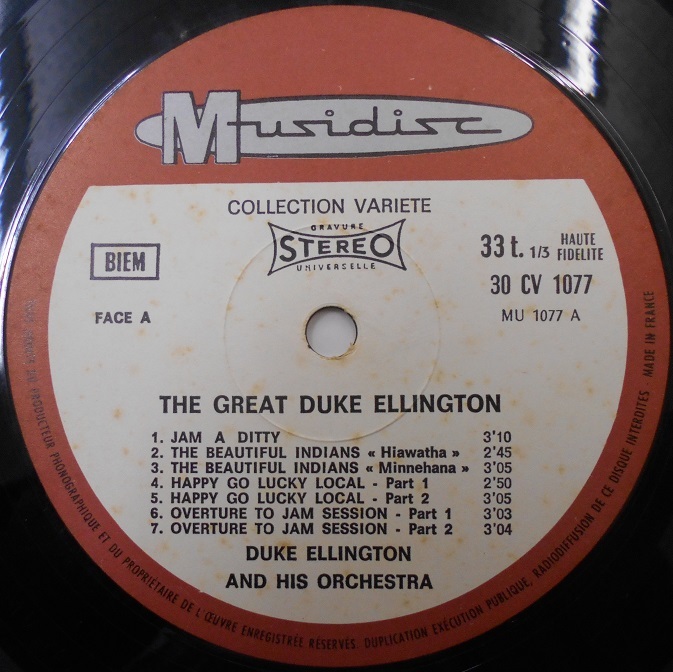 Musidisc
COLLECTION VARIETE
GRAVURE
STEREO
UNIVERSELLE
BIEM
33 t. 1/3 HAUTE FIDELITE
30 CV 1077
FACE A
MU 1077 A
THE GREAT DUKE ELLINGTON
1. JAM A DITTY 3'10
2. THE BEAUTIFUL INDIANS « Hiawatha » 2'45
3. THE BEAUTIFUL INDIANS « Minnehana » 3'05
4. HAPPY GO LUCKY LOCAL - Part 1 2'50
5. HAPPY GO LUCKY LOCAL - Part 2 3'05
6. OVERTURE TO JAM SESSION - Part 1 3'03
7. OVERTURE TO JAM SESSION - Part 2 3'04
DUKE ELLINGTON
AND HIS ORCHESTRA
DU PRODUCTEUR PHONOGRAPHIQUE ET DU PROPRIÉTAIRE DE L'ŒUVRE ENREGISTRÉE RÉSERVÉS. DUPLICATION EXÉCUTION PUBLIQUE, RADIODIFFUSION DE CE DISQUE INTERDITES - MADE IN FRANCE